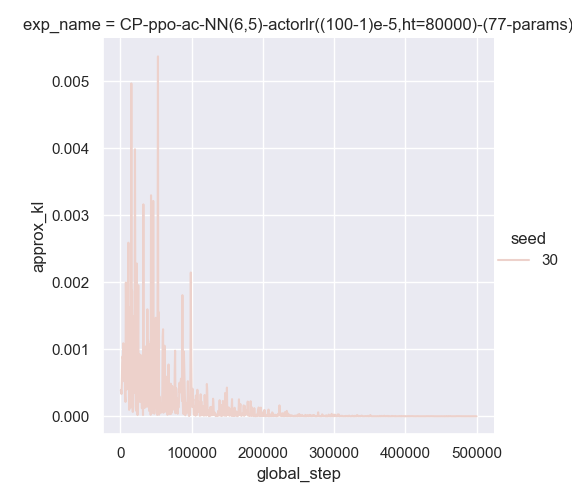 exp_name = CP-ppo-ac-NN(6,5)-actorlr((100-1)e-5,ht=80000)-(77-params)
0.005
0.004
0.003
0.002
0.001
0.000
approx_kl
0 100000 200000 300000 400000 500000
global_step
seed
30